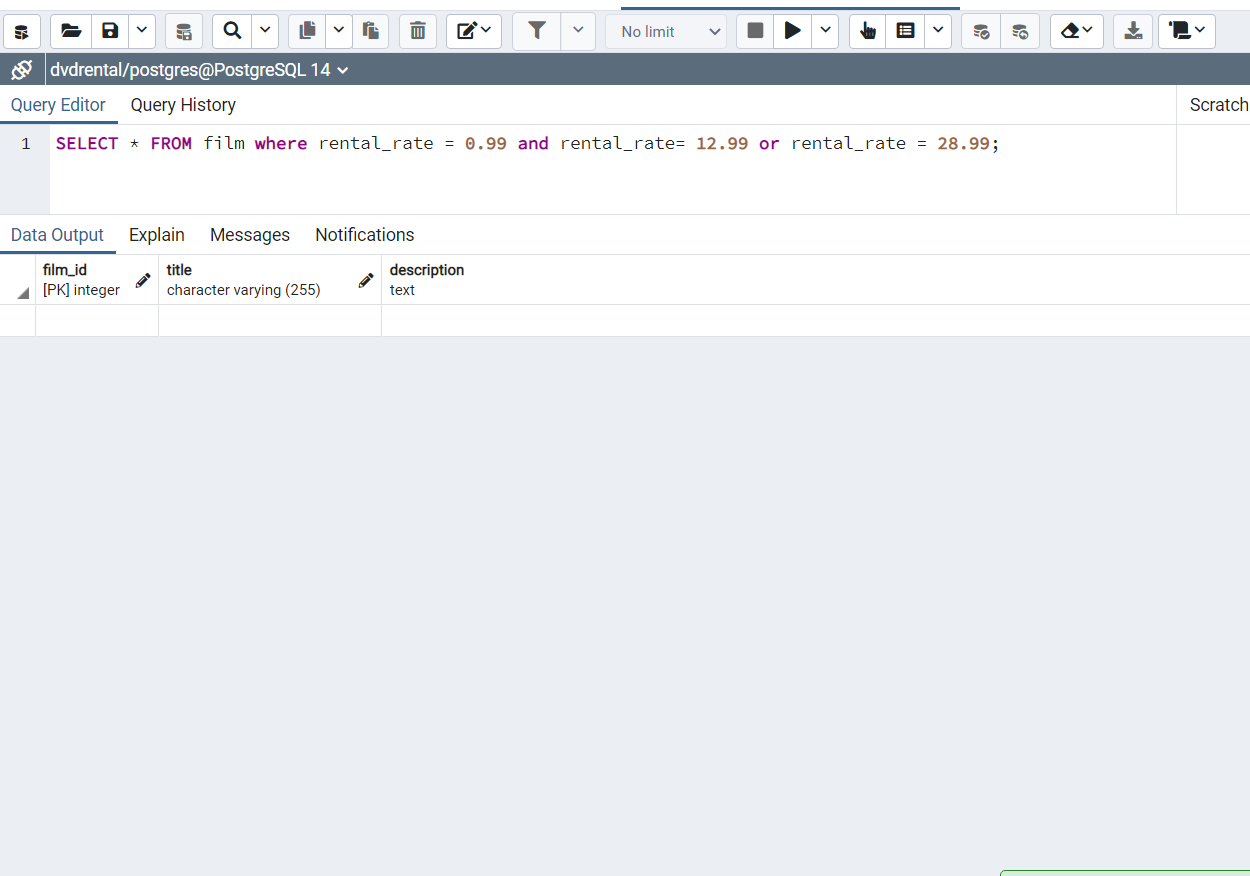 No limit
dvdrental/postgres@PostgreSQL 14
Query Editor Query History Scratch
1 SELECT * FROM film where rental_rate = 0.99 and rental_rate= 12.99 or rental_rate = 28.99;
Data Output Explain Messages Notifications
film_id title description
[PK] integer character varying (255) text